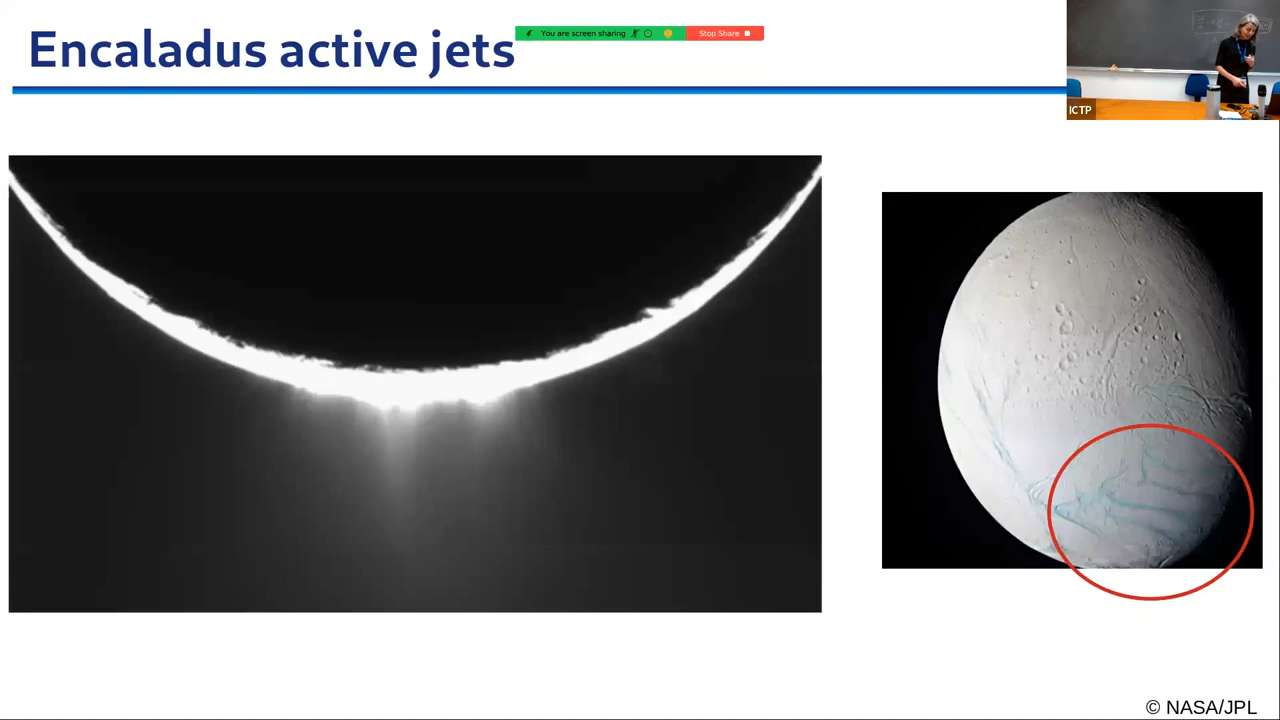 Encaladus active jets
You are screen sharing
Stop Share
ICTP
© NASA/JPL